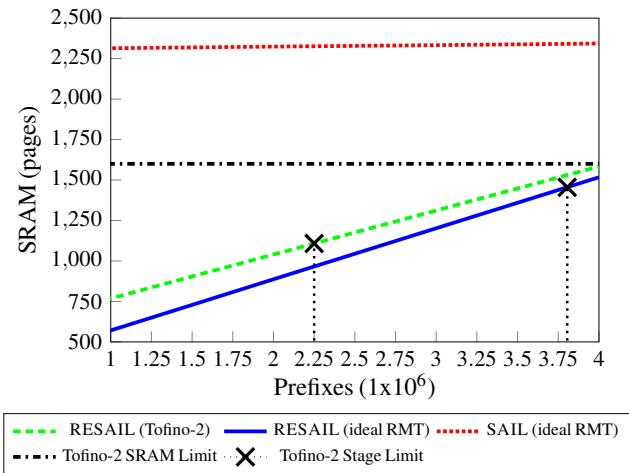 2,500
2,250
2,000
1,750
1,500
1,250
1,000
750
500
SRAM (pages)
1 1.25 1.5 1.75 2 2.25 2.5 2.75 3 3.25 3.5 3.75 4
Prefixes (1x10⁶)
RESAIL (Tofino-2) RESAIL (ideal RMT) SAIL (ideal RMT)
Tofino-2 SRAM Limit Tofino-2 Stage Limit